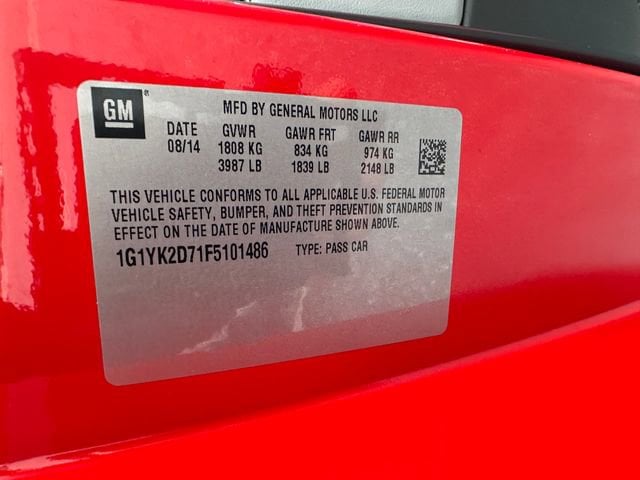 GM
MFD BY GENERAL MOTORS LLC
DATE GVWR GAWR FRT GAWR RR
08/14 1808 KG 834 KG 974 KG
3987 LB 1839 LB 2148 LB
THIS VEHICLE CONFORMS TO ALL APPLICABLE U.S. FEDERAL MOTOR
VEHICLE SAFETY, BUMPER, AND THEFT PREVENTION STANDARDS IN
EFFECT ON THE DATE OF MANUFACTURE SHOWN ABOVE.
1G1YK2D71F5101486 TYPE: PASS CAR